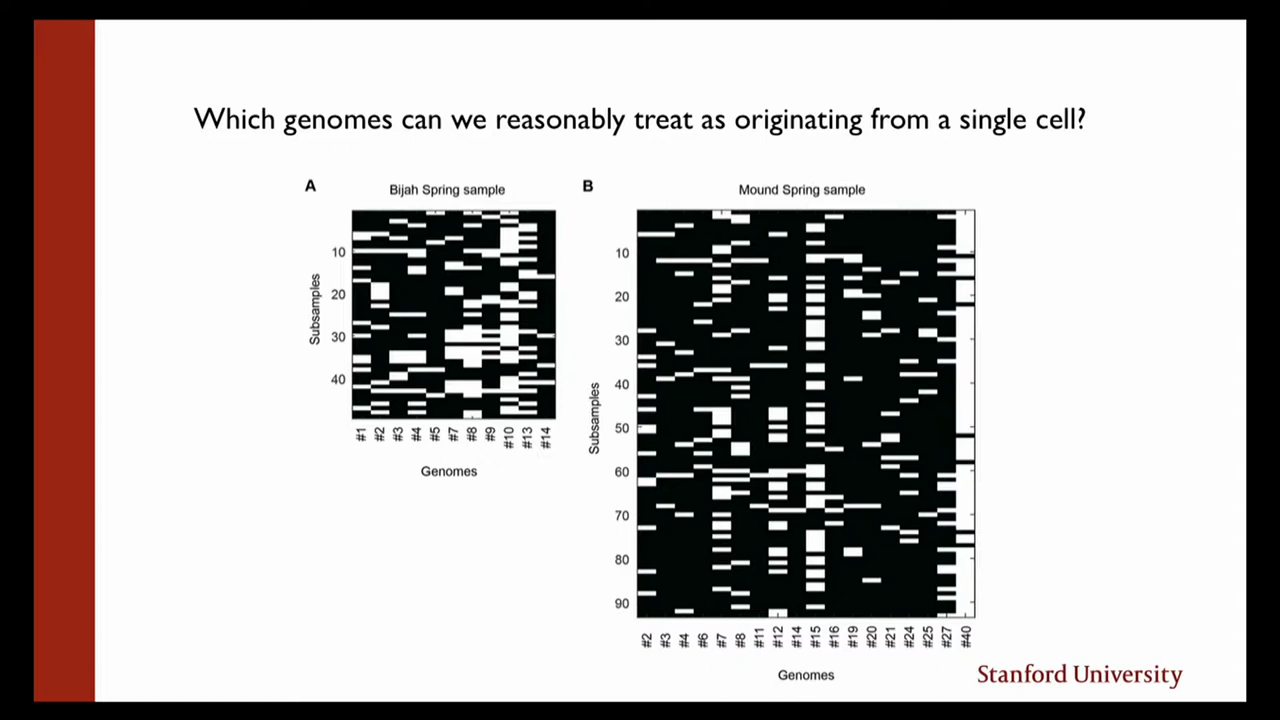 Which genomes can we reasonably treat as originating from a single cell?
A
Bijah Spring sample
10
20
30
40
Subsamples
#1 #2 #3 #4 #5 #7 #8 #9 #10 #13 #14
Genomes
B
Mound Spring sample
10
20
30
40
50
60
70
80
90
Subsamples
#2 #3 #4 #6 #7 #8 #11 #12 #14 #15 #16 #19 #20 #21 #24 #25 #27 #40
Genomes
Stanford University